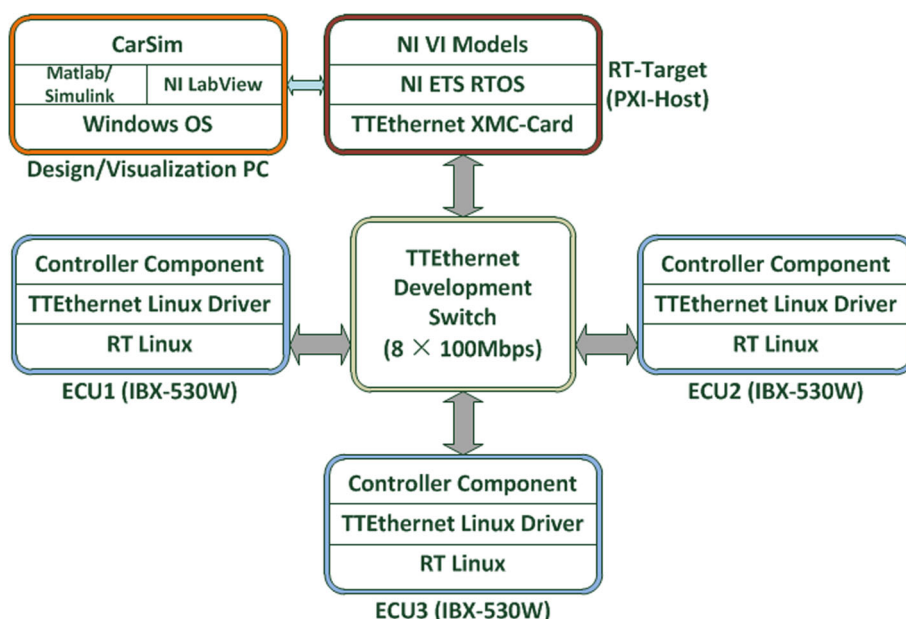 CarSim
Matlab/
Simulink
NI LabView
Windows OS
Design/Visualization PC
NI VI Models
NI ETS RTOS
TTEthernet XMC-Card
RT-Target
(PXI-Host)
TTEthernet
Development
Switch
(8 × 100Mbps)
Controller Component
TTEthernet Linux Driver
RT Linux
ECU1 (IBX-530W)
Controller Component
TTEthernet Linux Driver
RT Linux
ECU2 (IBX-530W)
Controller Component
TTEthernet Linux Driver
RT Linux
ECU3 (IBX-530W)